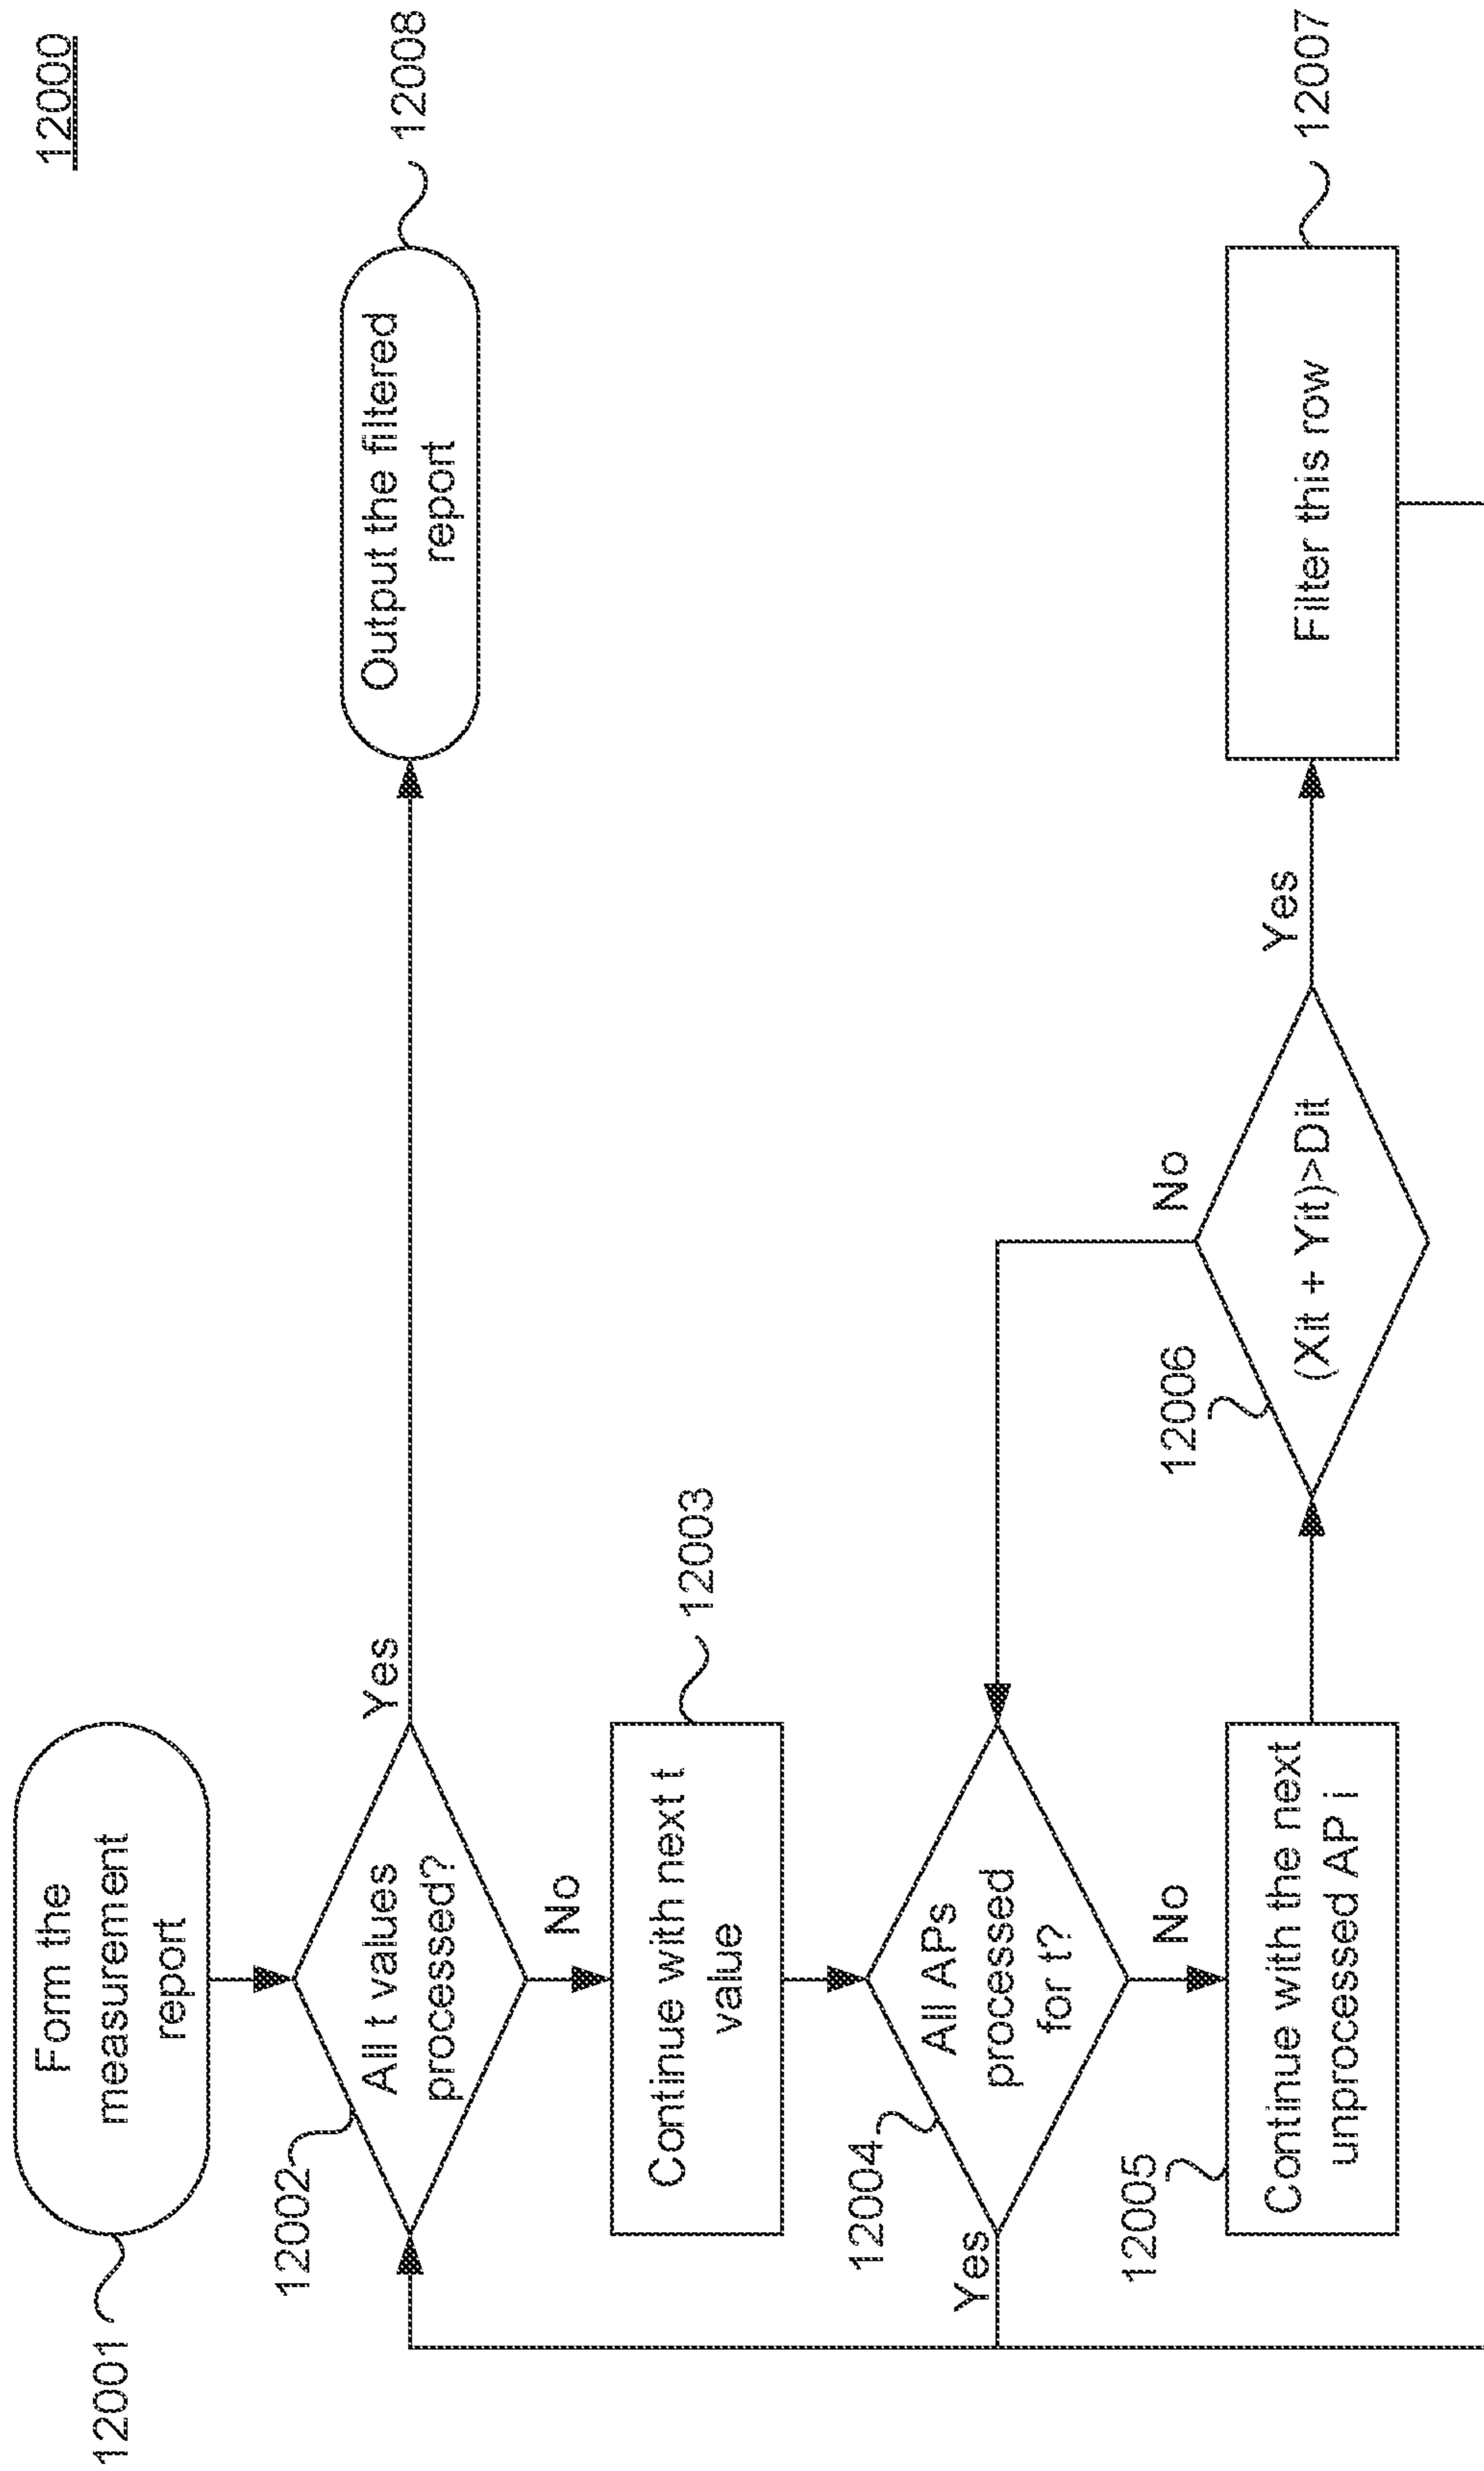 12000
12001
Form the
measurement
report
12002
All t values
processed?
Yes
No
Output the filtered
report
12008
Continue with next t
value
12003
12004
All APs
processed
for t?
Yes
No
12005
Continue with the next
unprocessed AP i
12006
(Xit + Yit)>Dit
No
Yes
Filter this row
12007